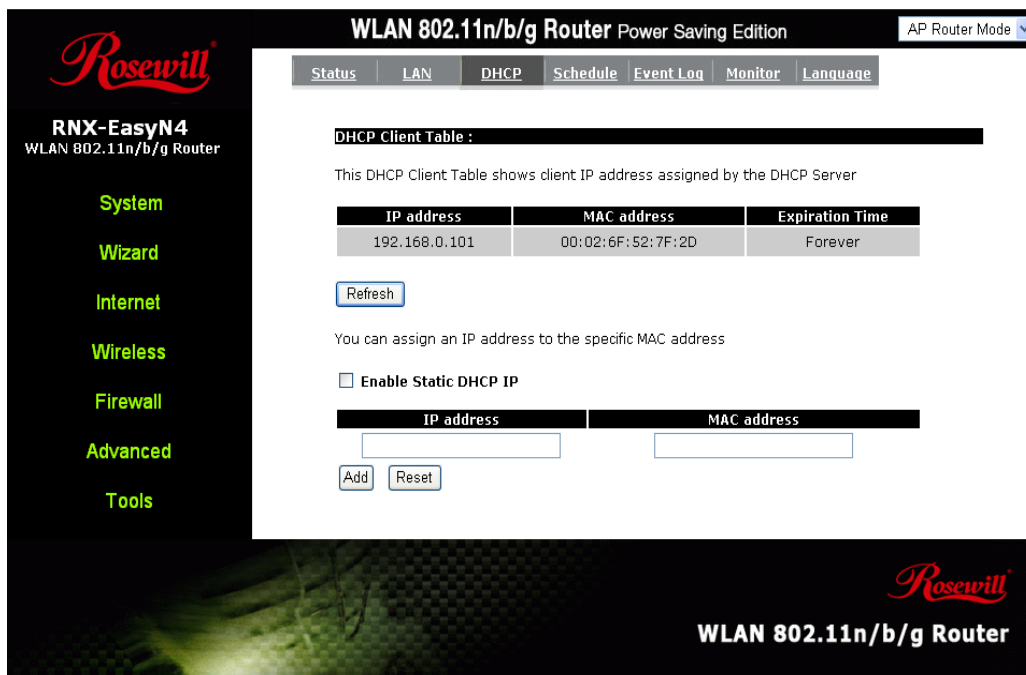 WLAN 802.11n/b/g Router Power Saving Edition
AP Router Mode
Rosewill
Status LAN DHCP Schedule Event Log Monitor Language
RNX-EasyN4
WLAN 802.11n/b/g Router
System
Wizard
Internet
Wireless
Firewall
Advanced
Tools
DHCP Client Table :
This DHCP Client Table shows client IP address assigned by the DHCP Server
IP address MAC address Expiration Time
192.168.0.101 00:02:6F:52:7F:2D Forever
Refresh
You can assign an IP address to the specific MAC address
Enable Static DHCP IP
IP address MAC address
Add Reset
Rosewill
WLAN 802.11n/b/g Router